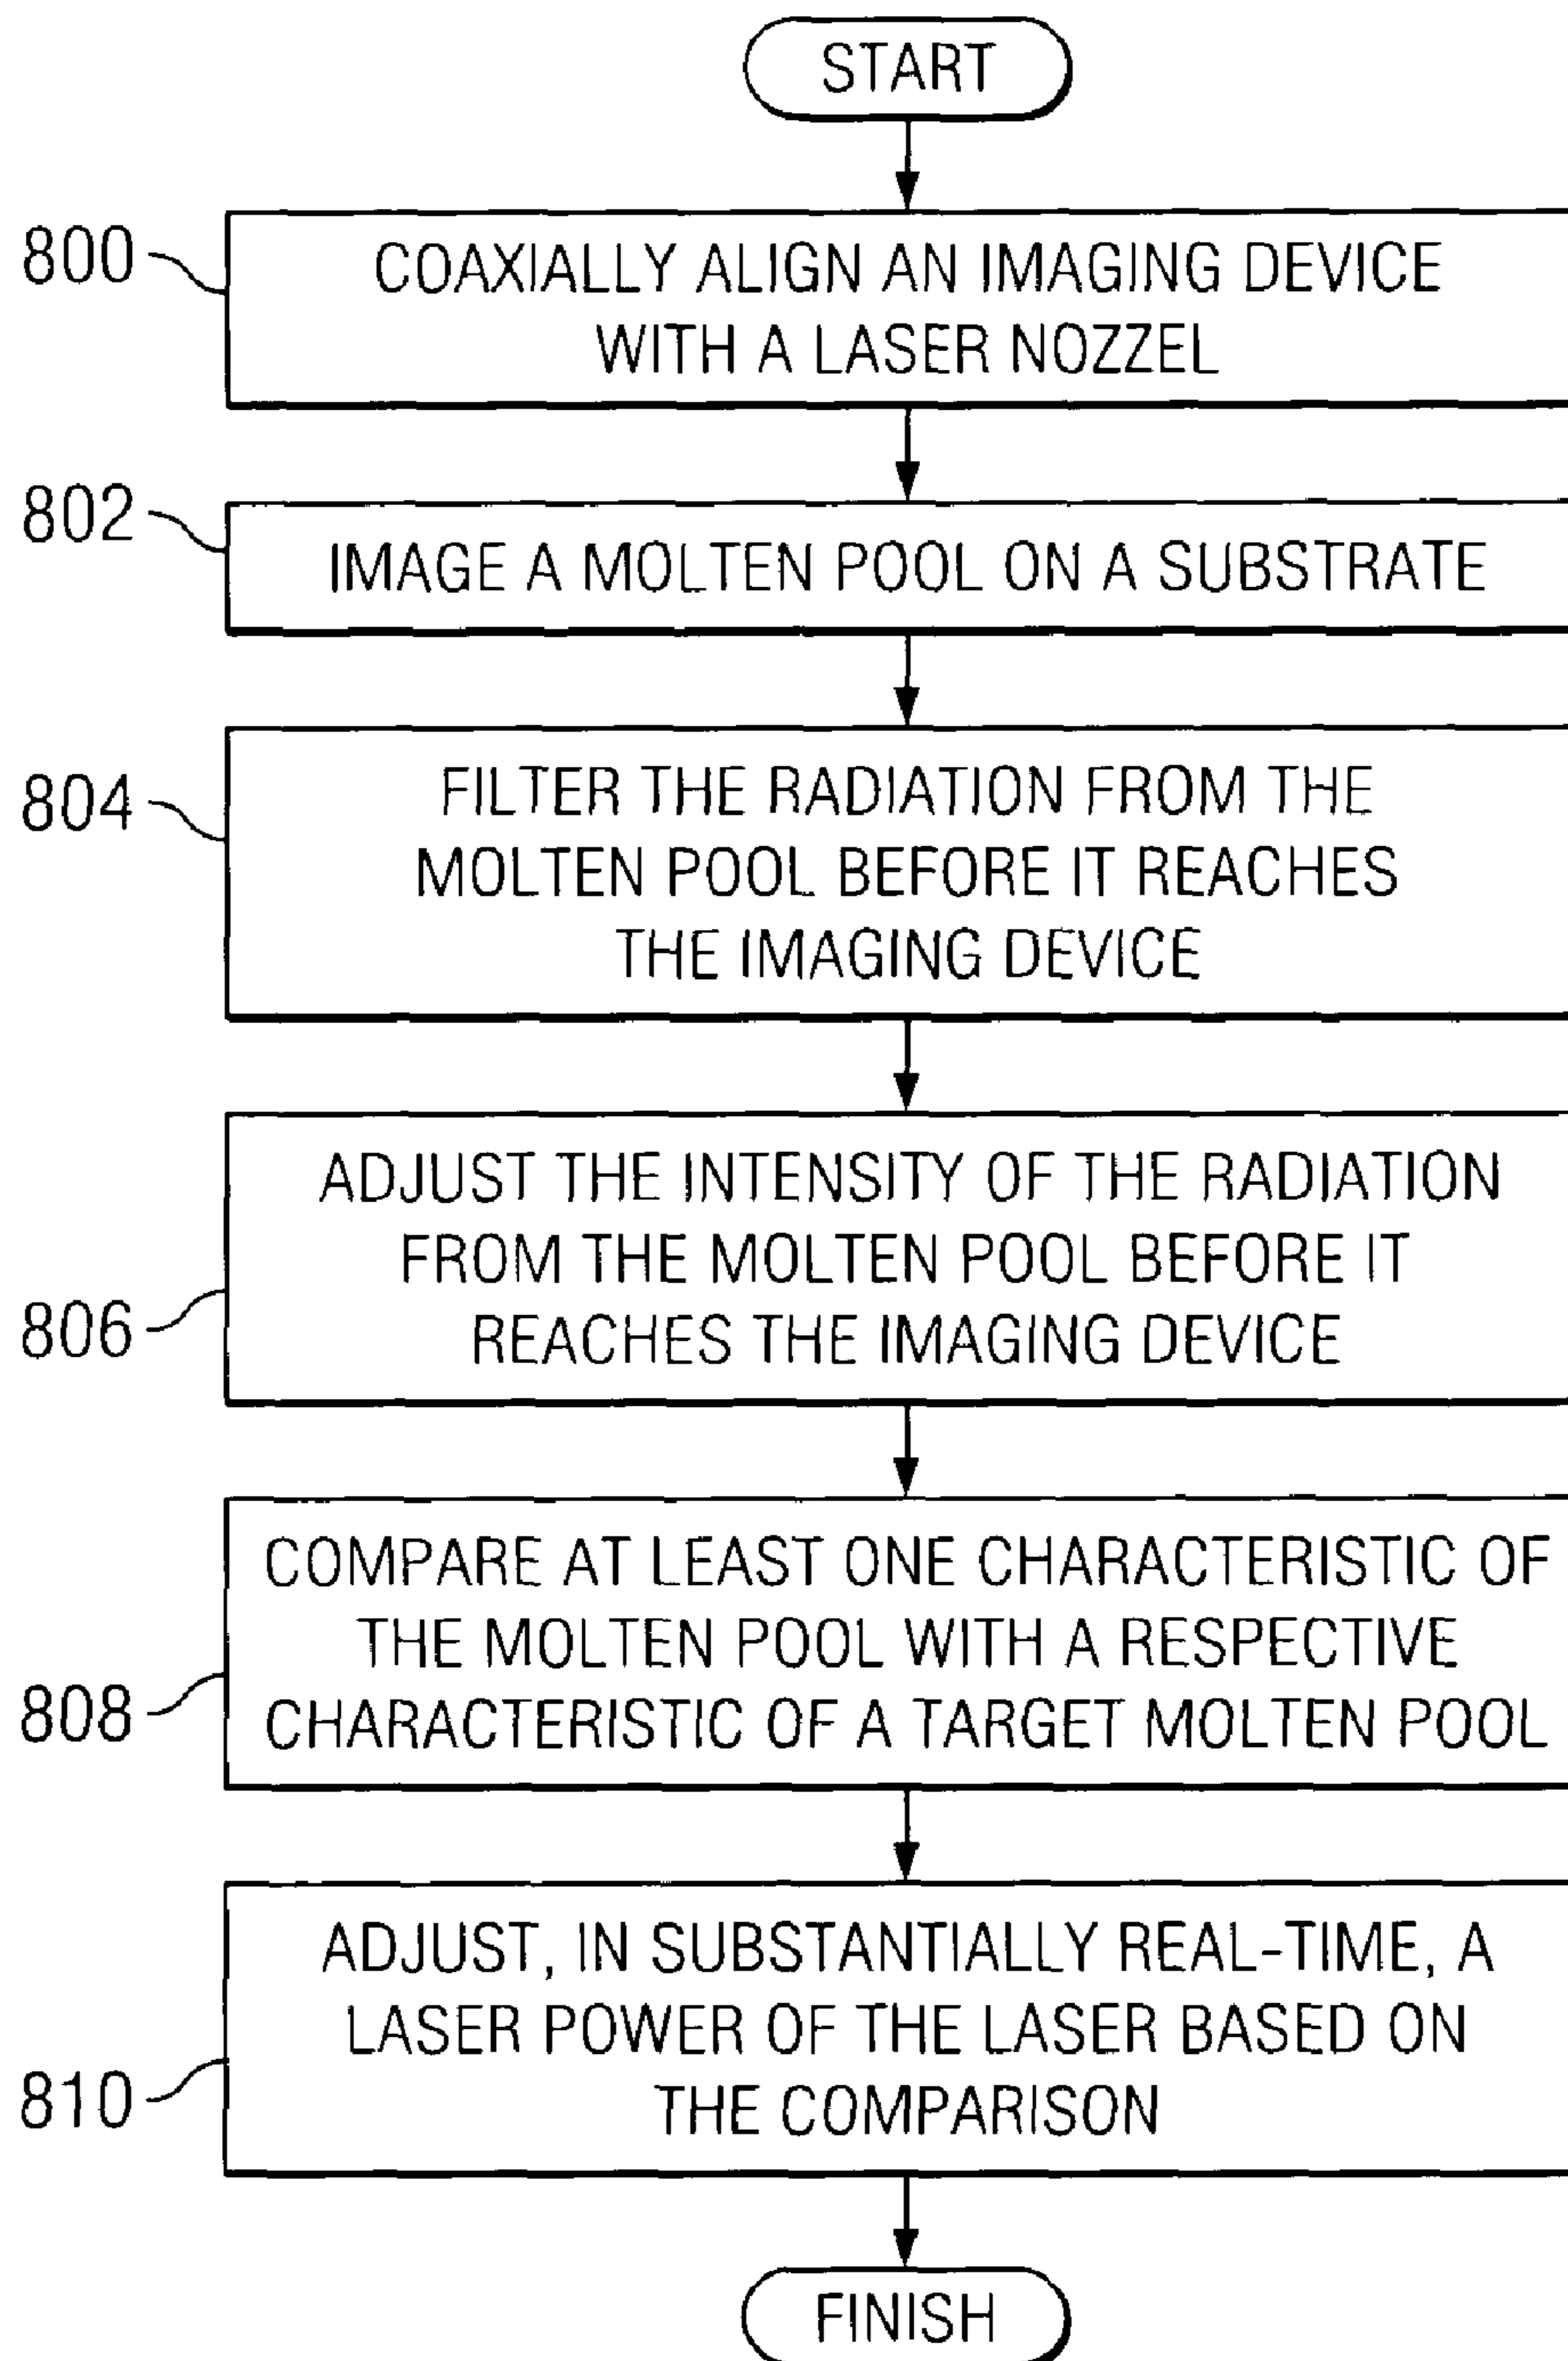 START
800
COAXIALLY ALIGN AN IMAGING DEVICE
WITH A LASER NOZZEL
802
IMAGE A MOLTEN POOL ON A SUBSTRATE
804
FILTER THE RADIATION FROM THE
MOLTEN POOL BEFORE IT REACHES
THE IMAGING DEVICE
806
ADJUST THE INTENSITY OF THE RADIATION
FROM THE MOLTEN POOL BEFORE IT
REACHES THE IMAGING DEVICE
808
COMPARE AT LEAST ONE CHARACTERISTIC OF
THE MOLTEN POOL WITH A RESPECTIVE
CHARACTERISTIC OF A TARGET MOLTEN POOL
810
ADJUST, IN SUBSTANTIALLY REAL-TIME, A
LASER POWER OF THE LASER BASED ON
THE COMPARISON
FINISH